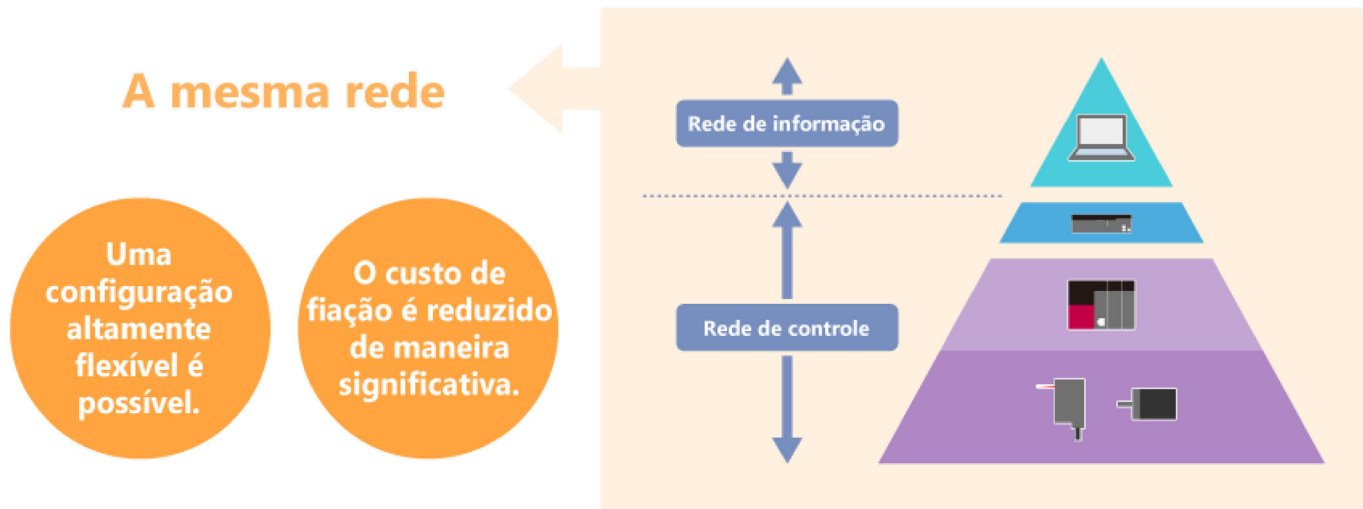 A mesma rede
Uma
configuração
altamente
flexível é
possível.
O custo de
fiação é reduzido
de maneira
significativa.
Rede de informação
Rede de controle